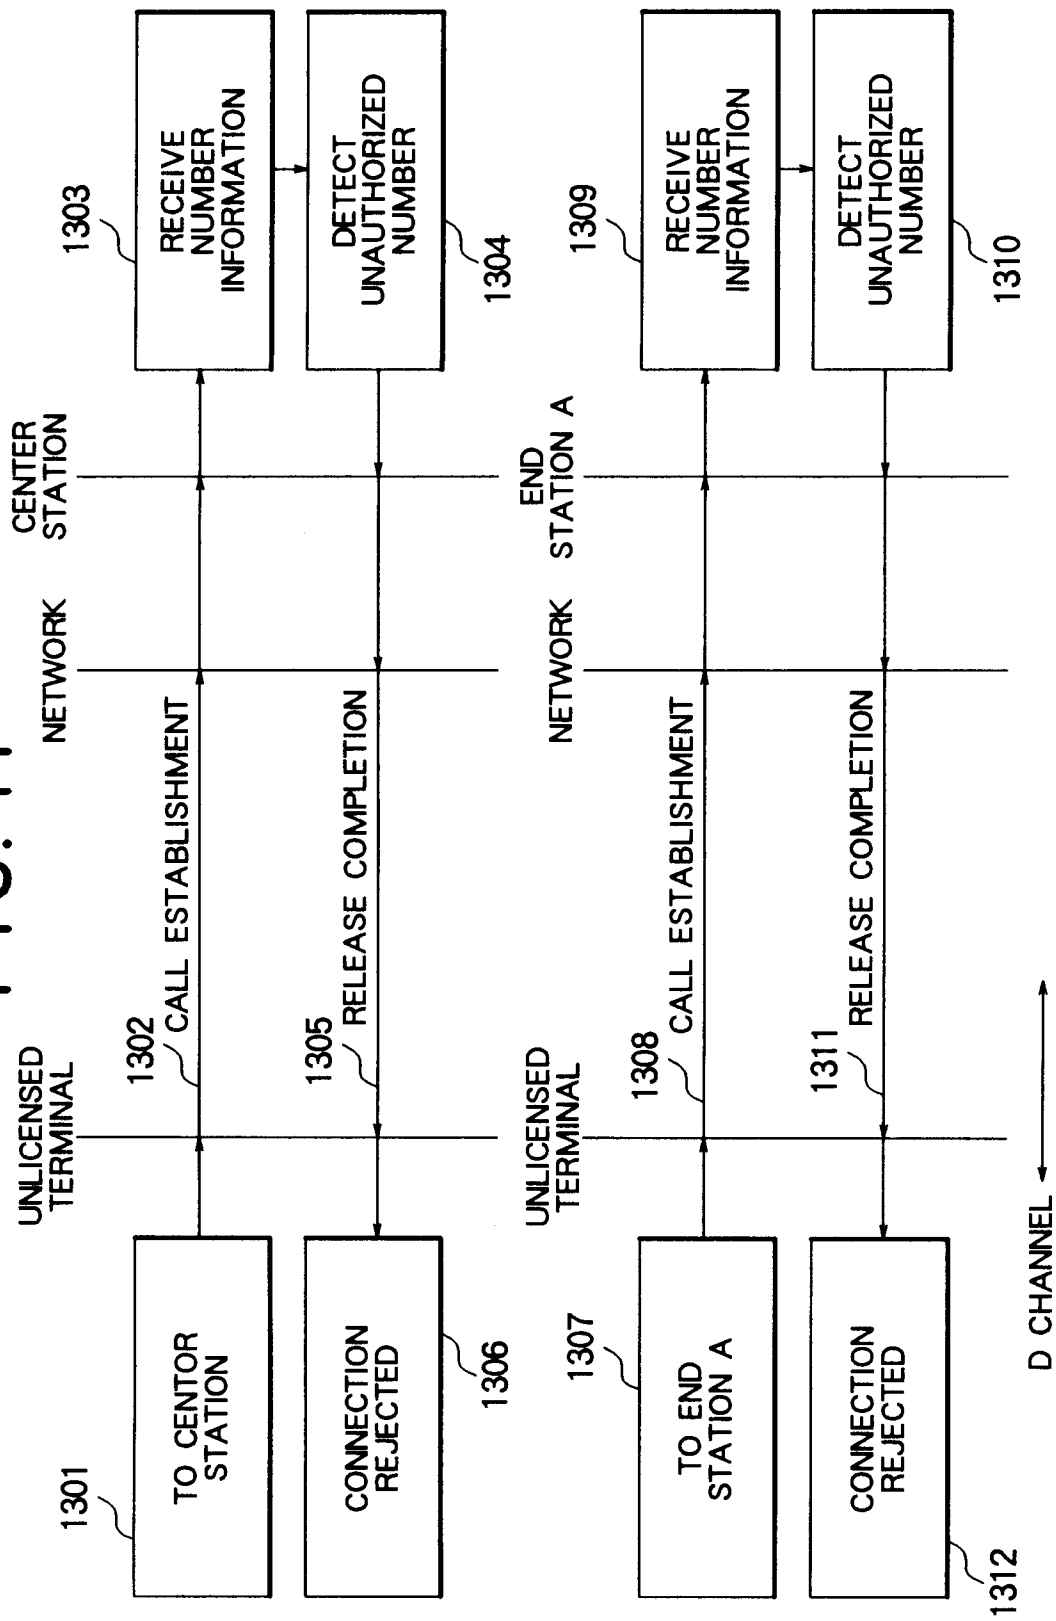 UNLICENSED
TERMINAL
NETWORK
CENTER
STATION
1301
1302
1303
TO CENTOR
STATION
CALL ESTABLISHMENT
RECEIVE
NUMBER
INFORMATION
1305
RELEASE COMPLETION
CONNECTION
REJECTED
DETECT
UNAUTHORIZED
NUMBER
1306
1304
UNLICENSED
TERMINAL
NETWORK
END
STATION A
1307
1308
1309
TO END
STATION A
CALL ESTABLISHMENT
RECEIVE
NUMBER
INFORMATION
1311
RELEASE COMPLETION
CONNECTION
REJECTED
DETECT
UNAUTHORIZED
NUMBER
1312
1310
D CHANNEL